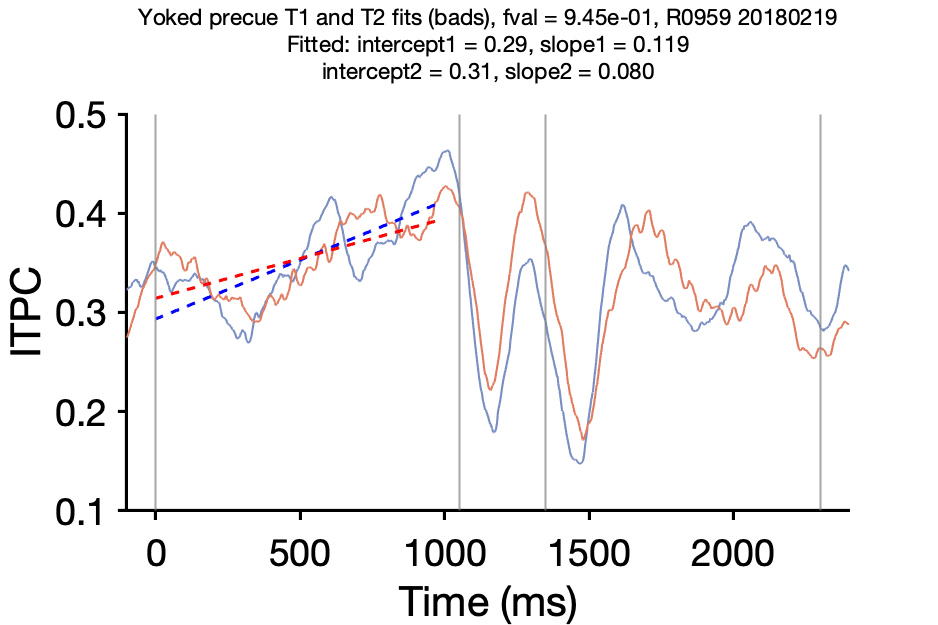 Yoked precue T1 and T2 fits (bads), fval = 9.45e-01, R0959 20180219
Fitted: intercept1 = 0.29, slope1 = 0.119
intercept2 = 0.31, slope2 = 0.080
0.5
0.4
0.3
0.2
0.1
ITPC
0 500 1000 1500 2000
Time (ms)